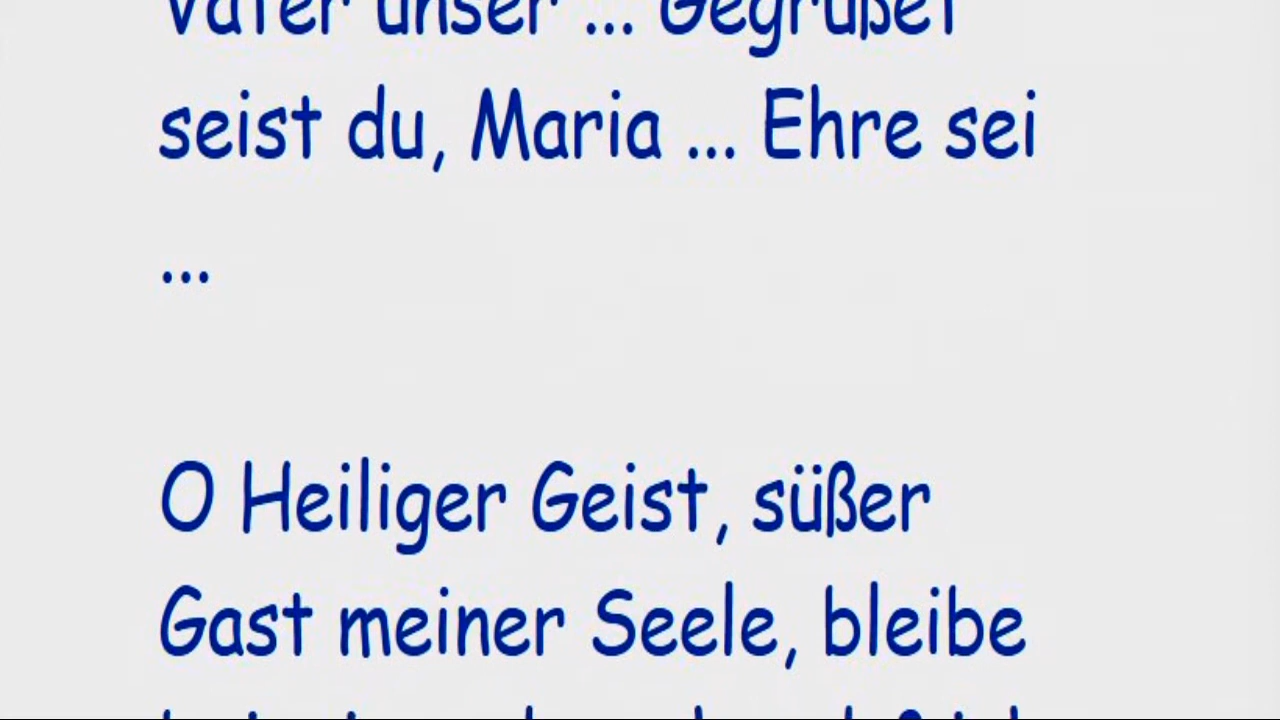 Vater unser ... Gegrüßet
seist du, Maria ... Ehre sei
...
O Heiliger Geist, süßer
Gast meiner Seele, bleibe